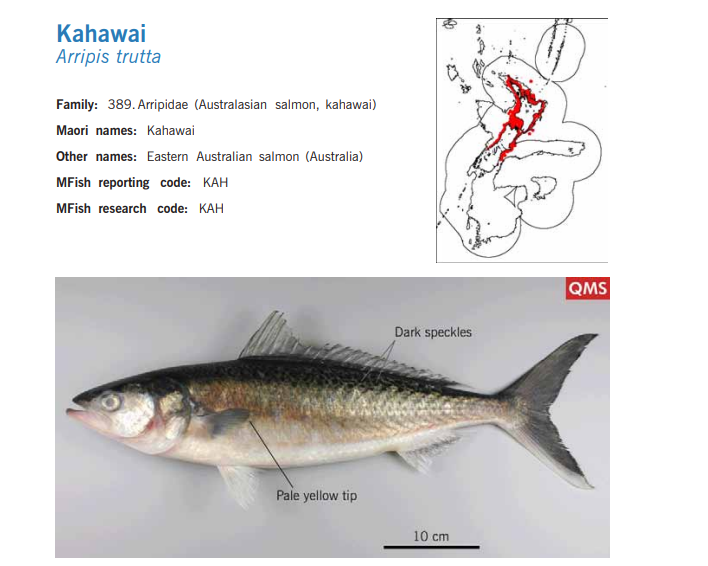 Kahawai
Arripis trutta
Family: 389. Arripidae (Australasian salmon, kahawai)
Maori names: Kahawai
Other names: Eastern Australian salmon (Australia)
MFish reporting code: KAH
MFish research code: KAH
QMS
Dark speckles
Pale yellow tip
10 cm